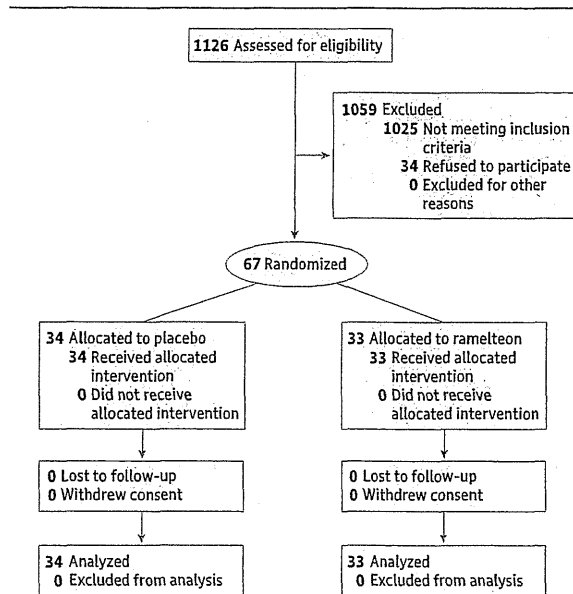 1126 Assessed for eligibility
1059 Excluded
1025 Not meeting inclusion
criteria
34 Refused to participate
0 Excluded for other
reasons
67 Randomized
34 Allocated to placebo
34 Received allocated
intervention
0 Did not receive
allocated intervention
33 Allocated to ramelteon
33 Received allocated
intervention
0 Did not receive
allocated intervention
0 Lost to follow-up
0 Withdrew consent
0 Lost to follow-up
0 Withdrew consent
34 Analyzed
0 Excluded from analysis
33 Analyzed
0 Excluded from analysis